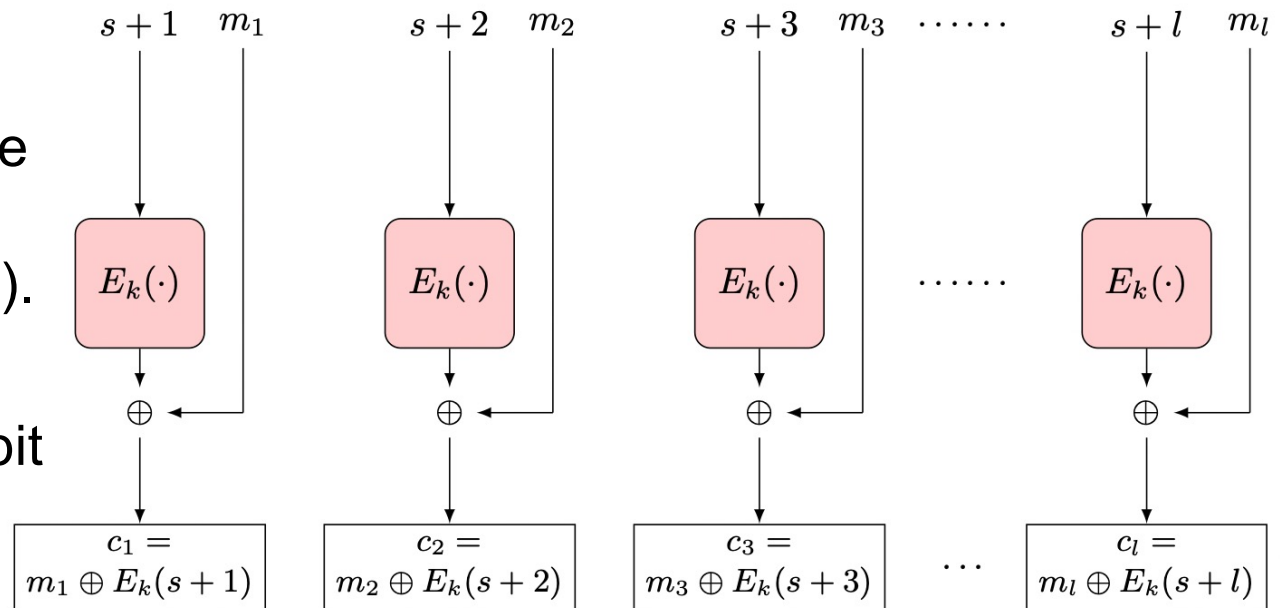 s + 1 m₁ s + 2 m₂ s + 3 m₃ ······ s + l mₗ
e
).
Eₖ(·) Eₖ(·) Eₖ(·) ······ Eₖ(·)
⊕ ⊕ ⊕ ⊕
bit
c₁ = c₂ = c₃ = cₗ =
m₁ ⊕ Eₖ(s + 1) m₂ ⊕ Eₖ(s + 2) m₃ ⊕ Eₖ(s + 3) ··· mₗ ⊕ Eₖ(s + l)